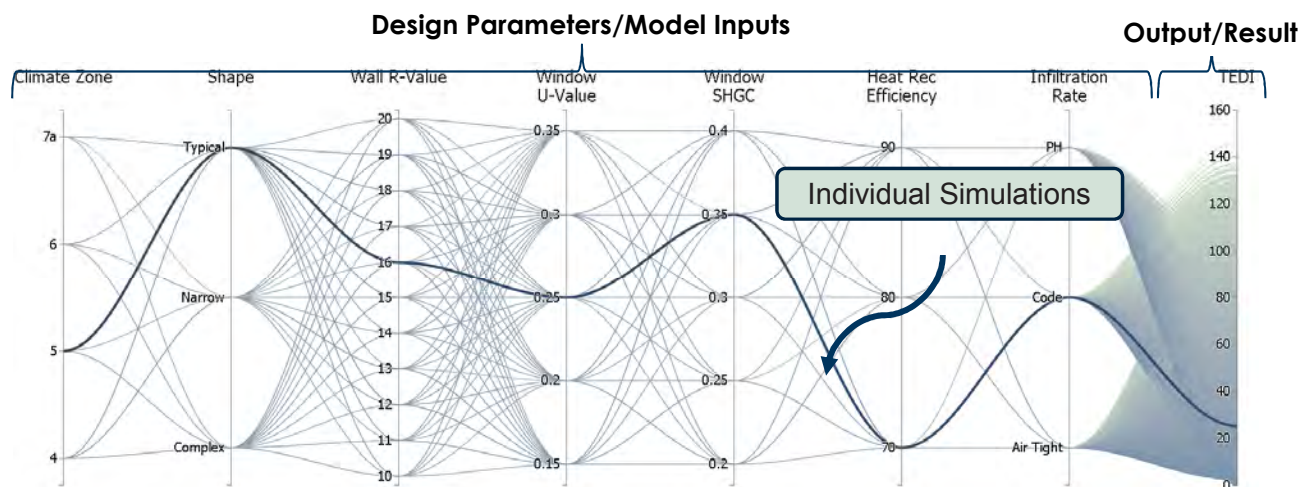 Design Parameters/Model Inputs
Output/Result
Climate Zone
Shape
Wall R-Value
Window
U-Value
Window
SHGC
Heat Rec
Efficiency
Infiltration
Rate
TEDI
7a
6
5
4
Typical
Narrow
Complex
20
19
18
17
16
15
14
13
12
11
10
0.35
0.3
0.25
0.2
0.15
0.4
0.35
0.3
0.25
0.2
90
80
70
PH
Code
Air Tight
160
140
120
100
80
60
40
20
0
Individual Simulations